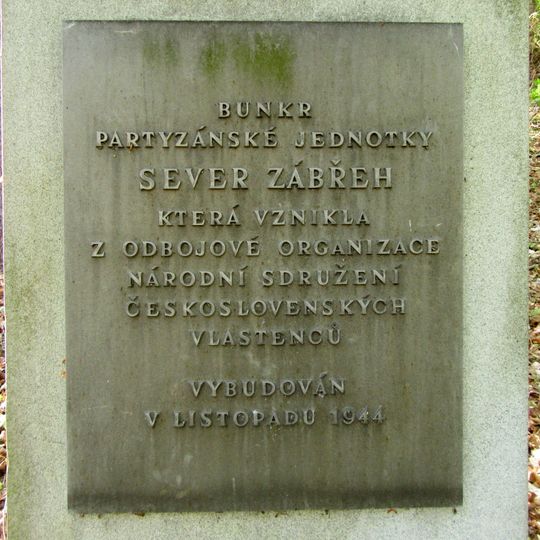 BUNKR
PARTYZÁNSKÉ JEDNOTKY
SEVER ZÁBŘEH
KTERÁ VZNIKLA
Z ODBOJOVÉ ORGANIZACE
NÁRODNÍ SDRUŽENÍ
ČESKOSLOVENSKÝCH
VLASTENCŮ
VYBUDOVÁN
V LISTOPADU 1944